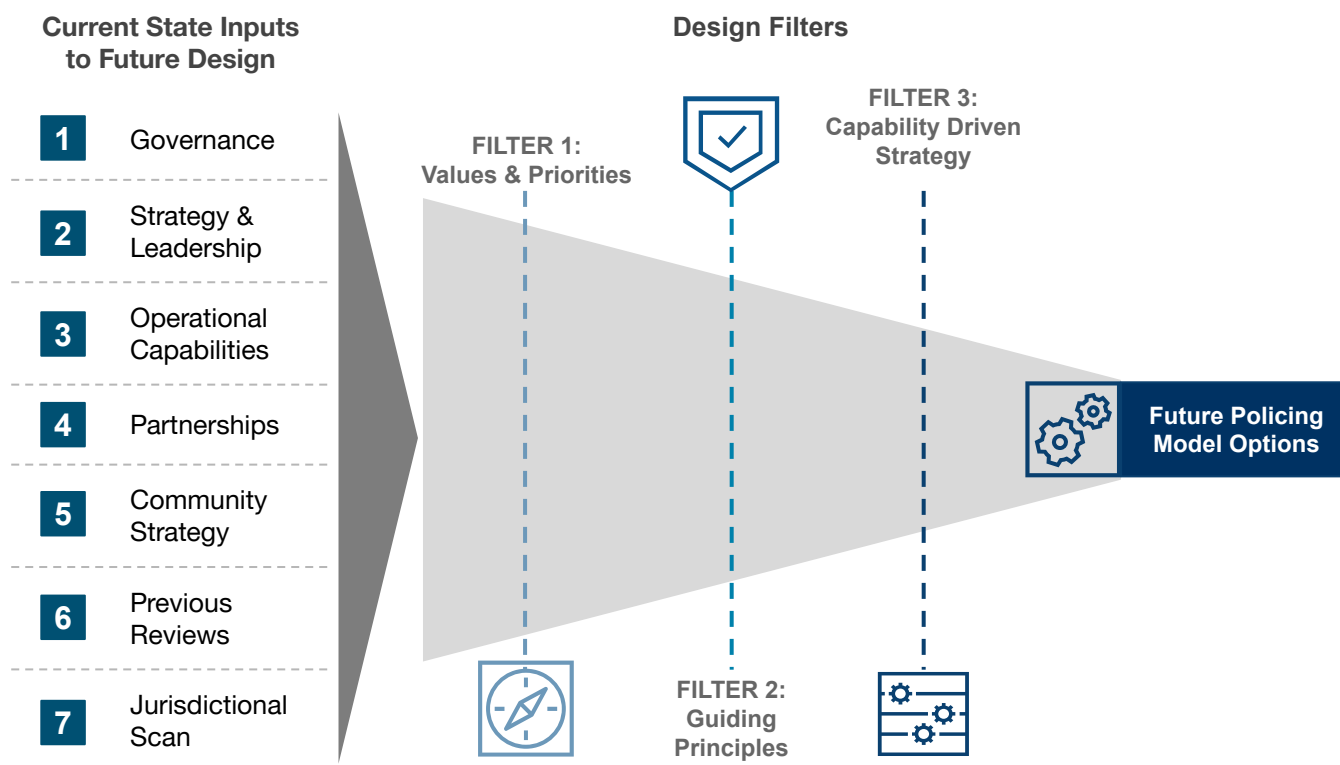 Current State Inputs
to Future Design
1 Governance
2 Strategy &
Leadership
3 Operational
Capabilities
4 Partnerships
5 Community
Strategy
6 Previous
Reviews
7 Jurisdictional
Scan
Design Filters
FILTER 1:
Values & Priorities
FILTER 2:
Guiding
Principles
FILTER 3:
Capability Driven
Strategy
Future Policing
Model Options